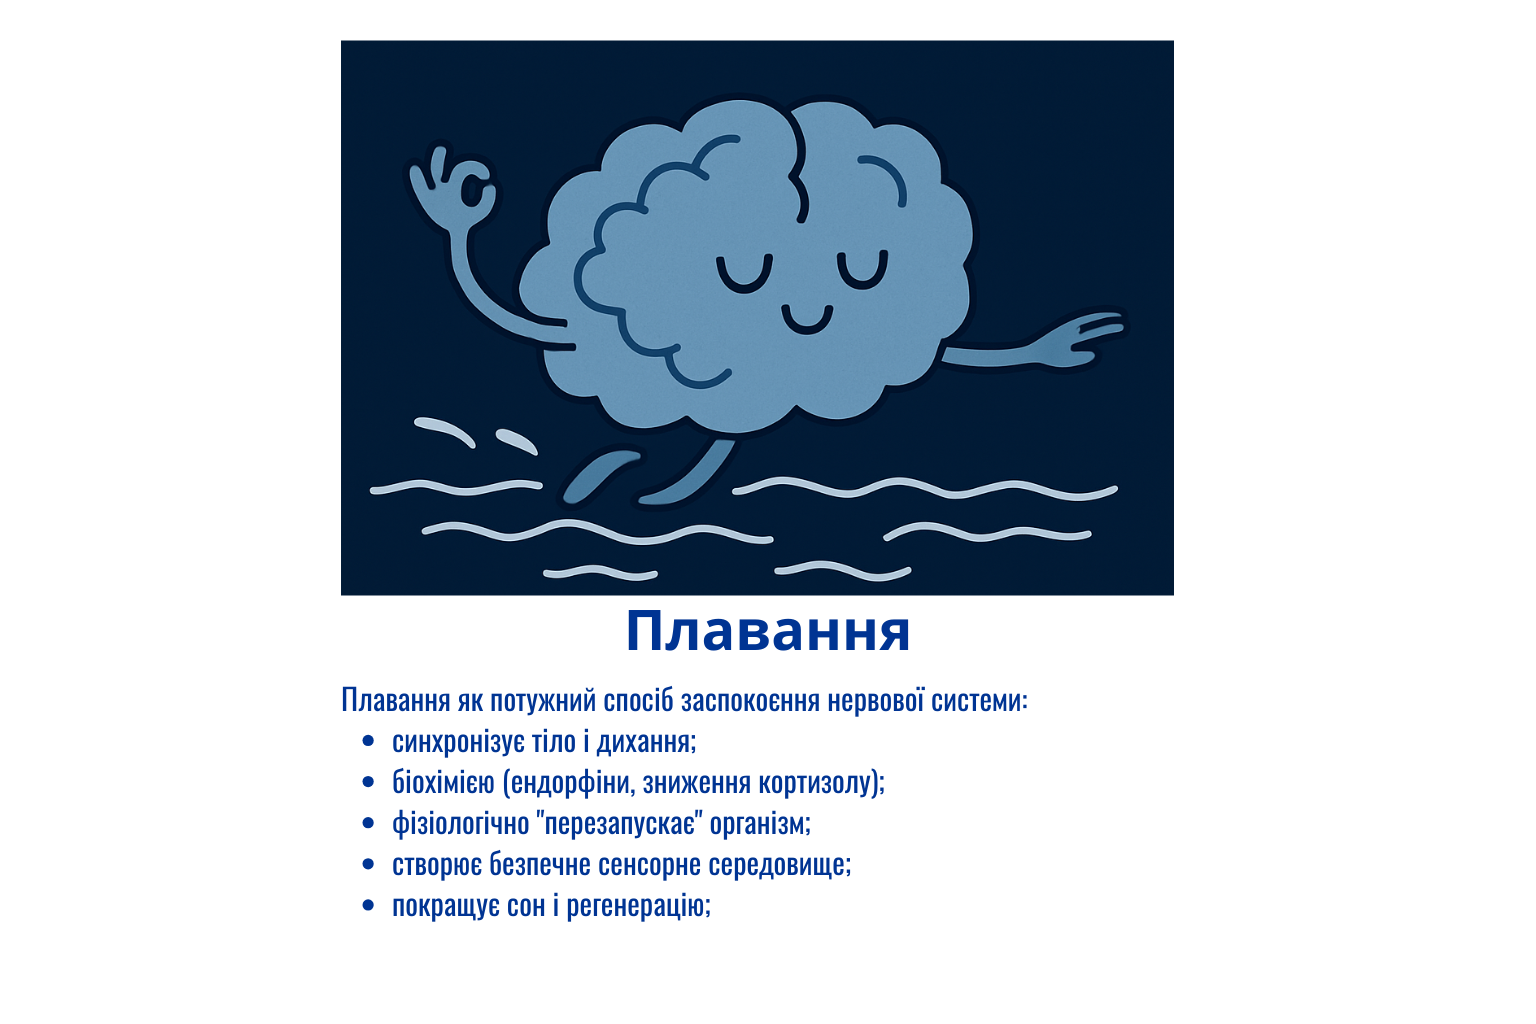 Плавання
Плавання як потужний спосіб заспокоєння нервової системи:
• синхронізує тіло і дихання;
• біохімією (ендорфіни, зниження кортизолу);
• фізіологічно "перезапускає" організм;
• створює безпечне сенсорне середовище;
• покращує сон і регенерацію;